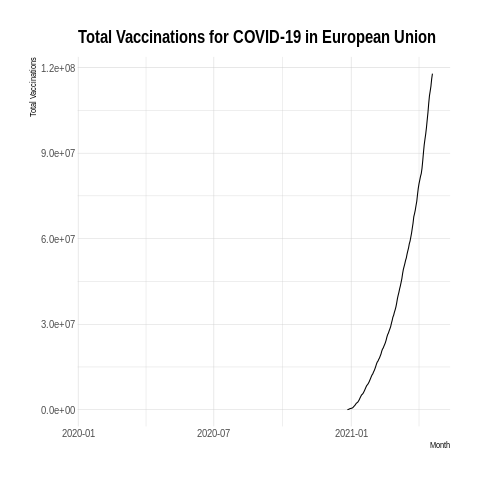 Total Vaccinations for COVID-19 in European Union
Total Vaccinations
1.2e+08
9.0e+07
6.0e+07
3.0e+07
0.0e+00
2020-01
2020-07
2021-01
Month